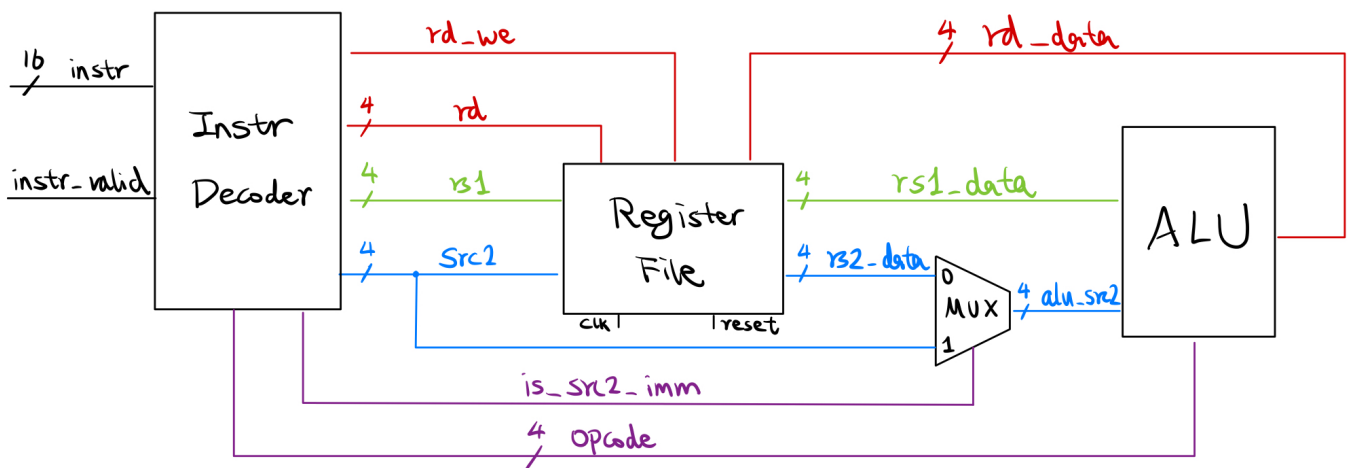 16 instr
instr_valid
Instr
Decoder
rd_we
4 rd
4 rs1
4 src2
Register
File
clk
reset
4 rd_data
4 rs1_data
4 rs2_data
0
MUX
1
4 alu_src2
ALU
is_src2_imm
4 opcode